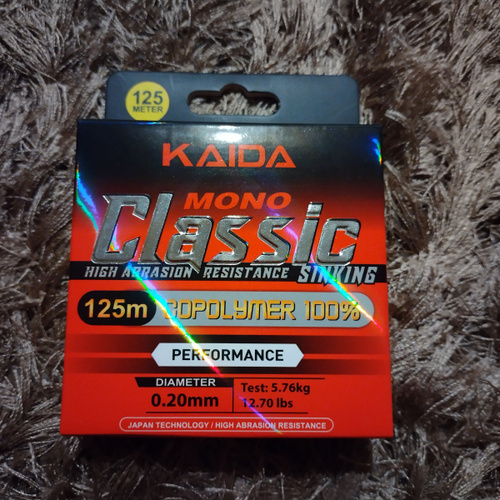 125
METER
KAIDA
MONO
Classic
HIGH ABRASION RESISTANCE SINKING
125m COPOLYMER 100%
PERFORMANCE
DIAMETER
0.20mm
Test: 5.76kg
12.70 lbs
JAPAN TECHNOLOGY / HIGH ABRASION RESISTANCE